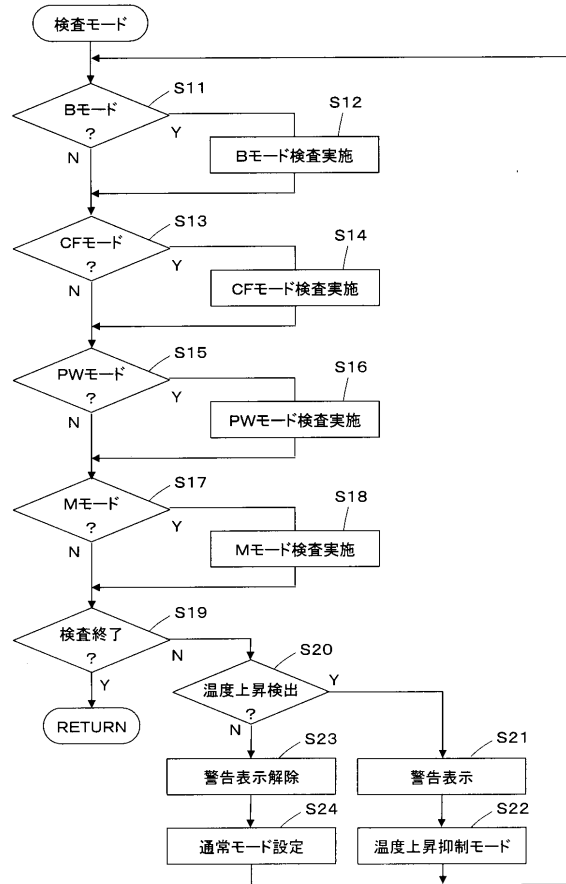 検査モード
S11
Bモード
?
Y
N
S12
Bモード検査実施
S13
CFモード
?
Y
N
S14
CFモード検査実施
S15
PWモード
?
Y
N
S16
PWモード検査実施
S17
Mモード
?
Y
N
S18
Mモード検査実施
S19
検査終了
?
N
Y
RETURN
S20
温度上昇検出
?
Y
N
S23
警告表示解除
S21
警告表示
S24
通常モード設定
S22
温度上昇抑制モード